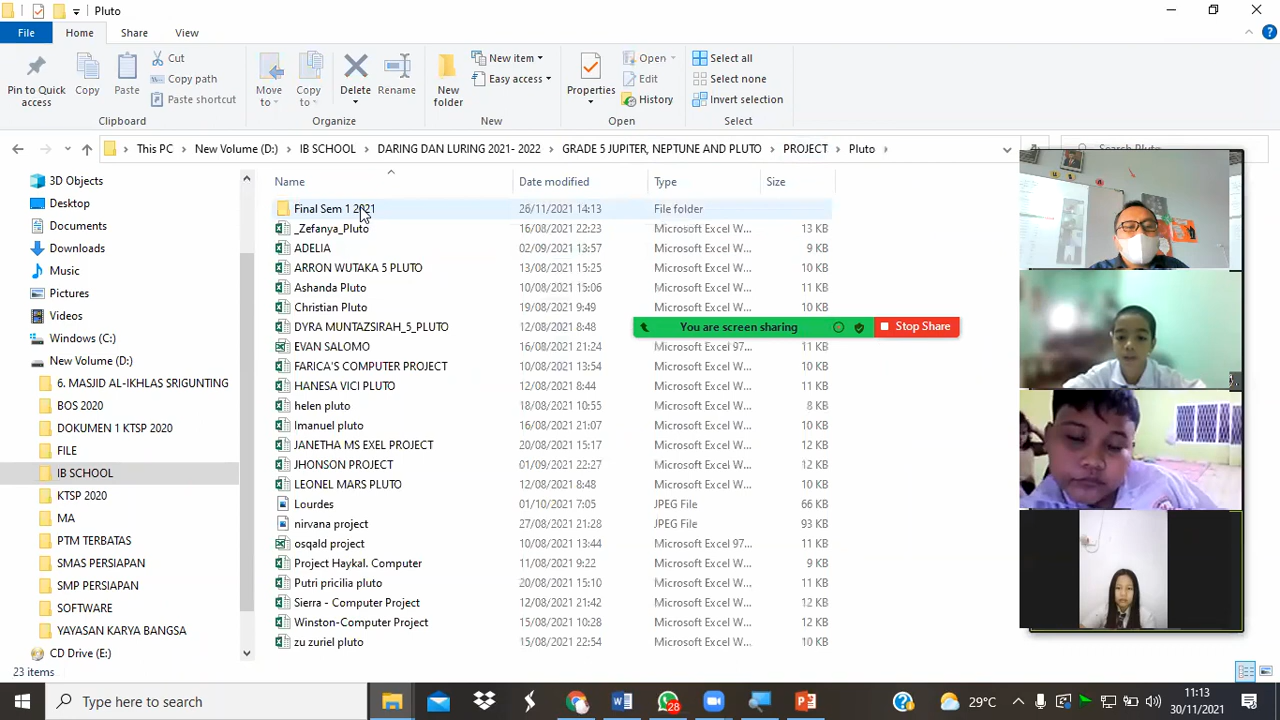 Pluto
File Home Share View
Pin to Quick access
Copy
Paste
Cut
Copy path
Paste shortcut
Clipboard
Move to
Copy to
Delete
Rename
Organize
New folder
New item
Easy access
New
Properties
Open
Edit
History
Open
Select all
Select none
Invert selection
Select
This PC > New Volume (D:) > IB SCHOOL > DARING DAN LURING 2021- 2022 > GRADE 5 JUPITER, NEPTUNE AND PLUTO > PROJECT > Pluto >
Search Pluto
3D Objects
Desktop
Documents
Downloads
Music
Pictures
Videos
Windows (C:)
New Volume (D:)
6. MASJID AL-IKHLAS SRIGUNTING
BOS 2020
DOKUMEN 1 KTSP 2020
FILE
IB SCHOOL
KTSP 2020
MA
PTM TERBATAS
SMAS PERSIAPAN
SMP PERSIAPAN
SOFTWARE
YAYASAN KARYA BANGSA
CD Drive (E:)
Name Date modified Type Size
Final Sem 1 2021 26/11/2021 14:13 File folder
_Zefanya_Pluto 16/08/2021 22:23 Microsoft Excel W... 13 KB
ADELIA 02/09/2021 13:57 Microsoft Excel W... 9 KB
ARRON WUTAKA 5 PLUTO 13/08/2021 15:25 Microsoft Excel W... 10 KB
Ashanda Pluto 10/08/2021 15:06 Microsoft Excel W... 11 KB
Christian Pluto 19/08/2021 9:49 Microsoft Excel W... 10 KB
DYRA MUNTAZSIRAH_5_PLUTO 12/08/2021 8:48
EVAN SALOMO 16/08/2021 21:24 Microsoft Excel 97... 11 KB
FARICA'S COMPUTER PROJECT 10/08/2021 13:54 Microsoft Excel W... 10 KB
HANESA VICI PLUTO 12/08/2021 8:44 Microsoft Excel W... 11 KB
helen pluto 18/08/2021 10:55 Microsoft Excel W... 8 KB
Imanuel pluto 16/08/2021 21:07 Microsoft Excel W... 10 KB
JANETHA MS EXEL PROJECT 20/08/2021 15:17 Microsoft Excel W... 12 KB
JHONSON PROJECT 01/09/2021 22:27 Microsoft Excel W... 13 KB
LEONEL MARS PLUTO 12/08/2021 8:48 Microsoft Excel W... 10 KB
Lourdes 01/10/2021 7:05 JPEG File 66 KB
nirvana project 27/08/2021 21:28 JPEG File 93 KB
osqald project 10/08/2021 13:44 Microsoft Excel 97... 11 KB
Project Haykal. Computer 11/08/2021 9:22 Microsoft Excel W... 9 KB
Putri pricilia pluto 20/08/2021 15:10 Microsoft Excel W... 12 KB
Sierra - Computer Project 12/08/2021 21:42 Microsoft Excel W... 12 KB
Winston-Computer Project 15/08/2021 10:28 Microsoft Excel W... 12 KB
zu zuriel pluto 15/08/2021 22:54 Microsoft Excel W... 10 KB
You are screen sharing
Stop Share
23 items
Type here to search
28
29°C
11:13
30/11/2021